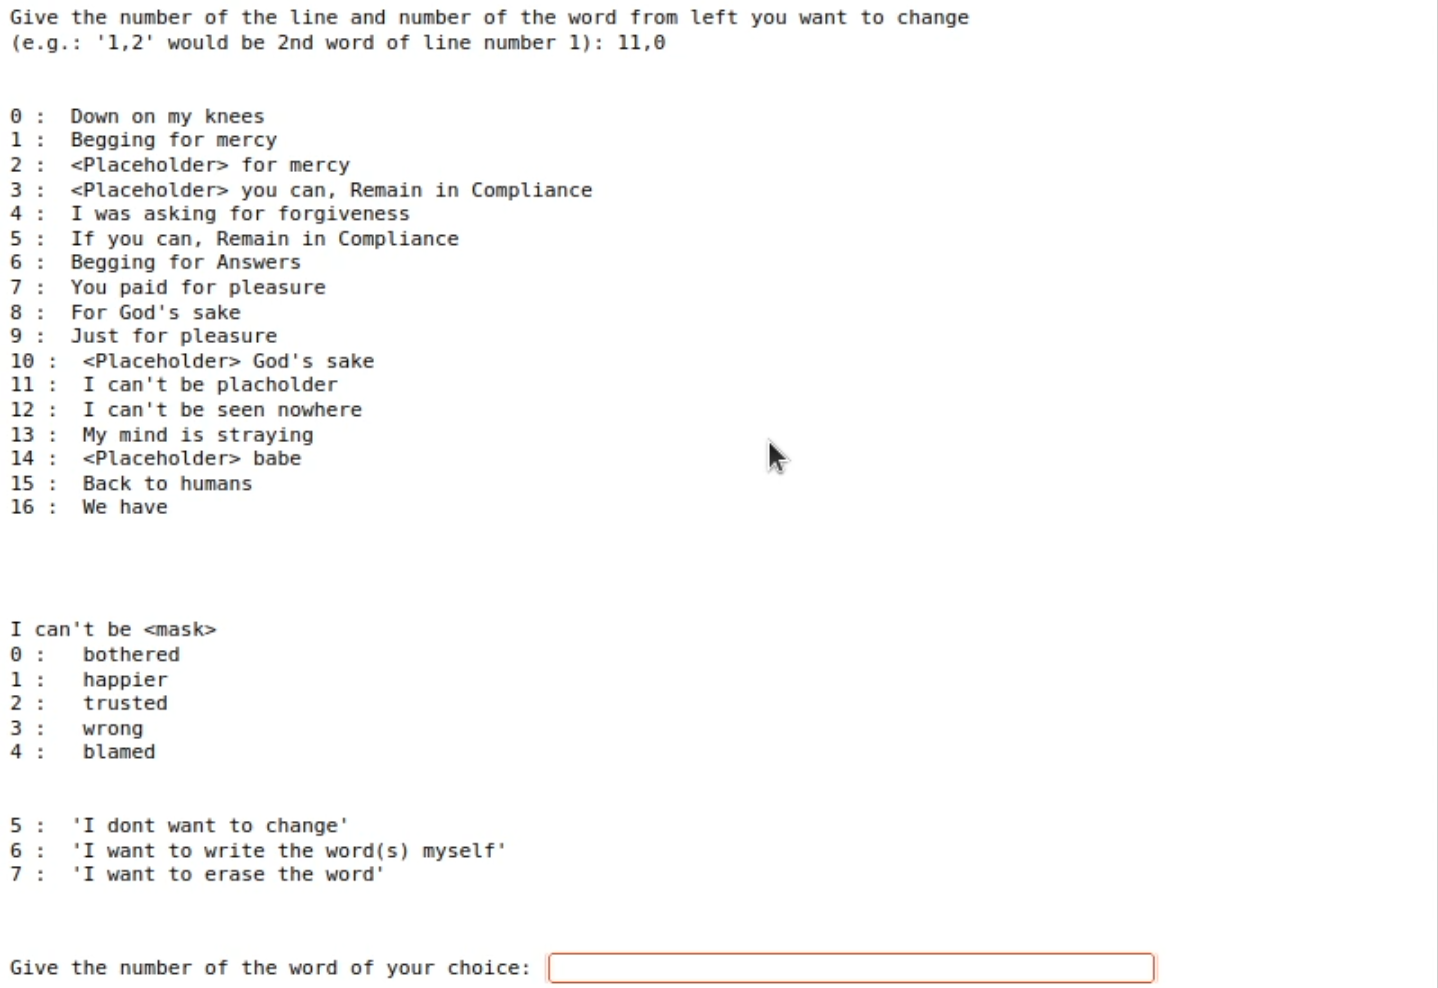 Give the number of the line and number of the word from left you want to change
(e.g.: '1,2' would be 2nd word of line number 1): 11,0
0 : Down on my knees
1 : Begging for mercy
2 : <Placeholder> for mercy
3 : <Placeholder> you can, Remain in Compliance
4 : I was asking for forgiveness
5 : If you can, Remain in Compliance
6 : Begging for Answers
7 : You paid for pleasure
8 : For God's sake
9 : Just for pleasure
10 : <Placeholder> God's sake
11 : I can't be placholder
12 : I can't be seen nowhere
13 : My mind is straying
14 : <Placeholder> babe
15 : Back to humans
16 : We have
I can't be <mask>
0 : bothered
1 : happier
2 : trusted
3 : wrong
4 : blamed
5 : 'I dont want to change'
6 : 'I want to write the word(s) myself'
7 : 'I want to erase the word'
Give the number of the word of your choice: